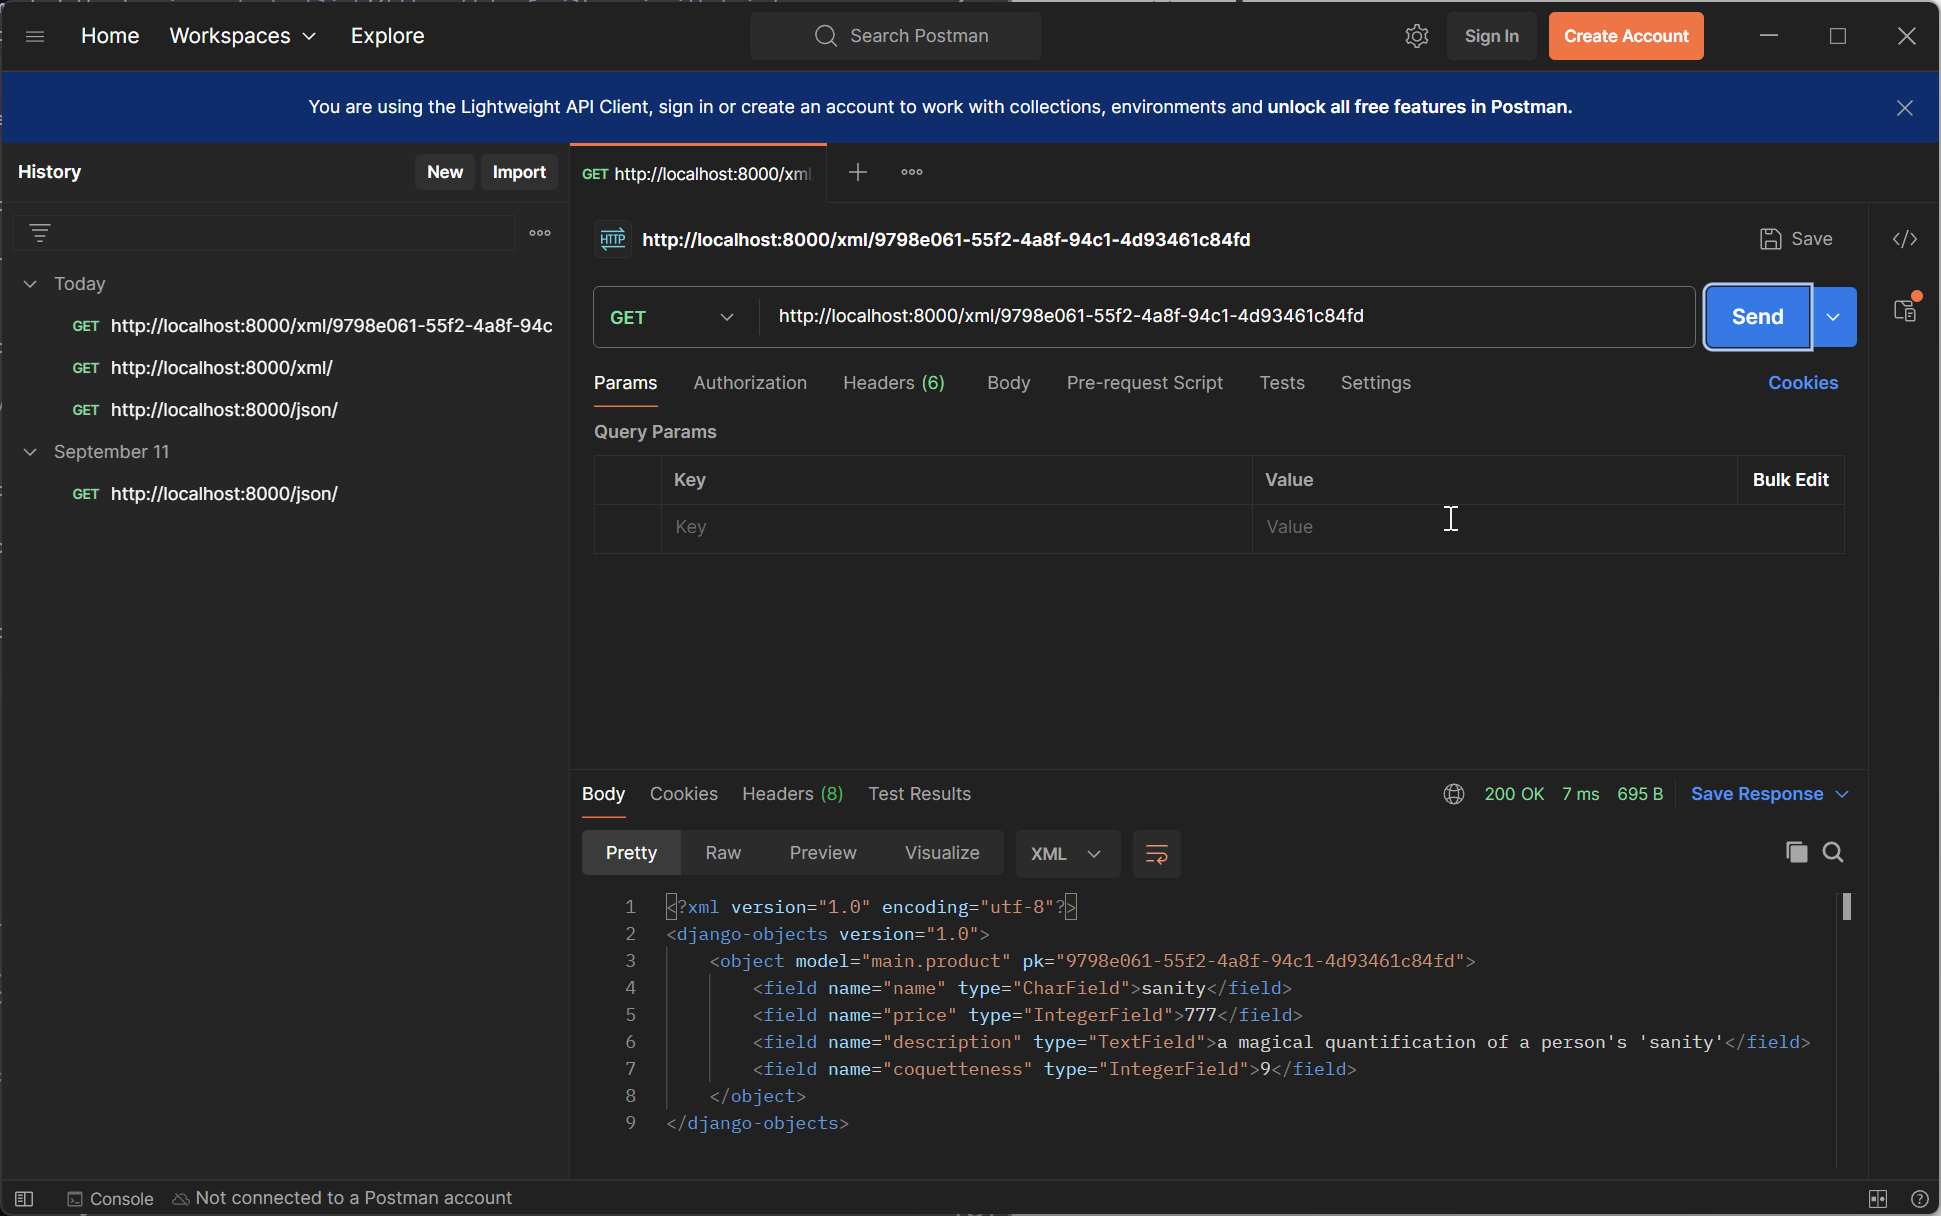 Home Workspaces Explore Search Postman Sign In Create Account
You are using the Lightweight API Client, sign in or create an account to work with collections, environments and unlock all free features in Postman.
History New Import
GET http://localhost:8000/xml
HTTP http://localhost:8000/xml/9798e061-55f2-4a8f-94c1-4d93461c84fd Save </>
Today
GET http://localhost:8000/xml/9798e061-55f2-4a8f-94c
GET http://localhost:8000/xml/
GET http://localhost:8000/json/
September 11
GET http://localhost:8000/json/
GET http://localhost:8000/xml/9798e061-55f2-4a8f-94c1-4d93461c84fd Send
Params Authorization Headers (6) Body Pre-request Script Tests Settings Cookies
Query Params
Key Value Bulk Edit
Key Value
Body Cookies Headers (8) Test Results 200 OK 7 ms 695 B Save Response
Pretty Raw Preview Visualize XML
1 <?xml version="1.0" encoding="utf-8"?>
2 <django-objects version="1.0">
3 <object model="main.product" pk="9798e061-55f2-4a8f-94c1-4d93461c84fd">
4 <field name="name" type="CharField">sanity</field>
5 <field name="price" type="IntegerField">777</field>
6 <field name="description" type="TextField">a magical quantification of a person's 'sanity'</field>
7 <field name="coquetteness" type="IntegerField">9</field>
8 </object>
9 </django-objects>
Console Not connected to a Postman account